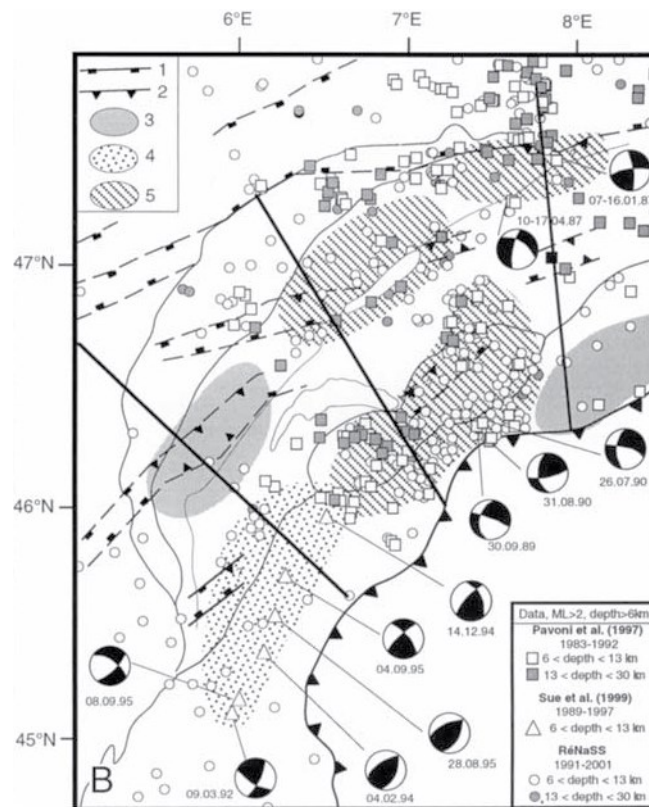 6°E 7°E 8°E
1
2
3
4
5
47°N
46°N
45°N
07-16.01.87
10-17.04.87
26.07.90
31.08.90
30.09.89
14.12.94
04.09.95
08.09.95
28.08.95
04.02.94
09.03.92
B
Data, ML>2, depth>6km
Pavoni et al. (1997)
1983-1992
6 < depth < 13 km
13 < depth < 30 km
Sue et al. (1999)
1989-1997
6 < depth < 13 km
RéNaSS
1991-2001
6 < depth < 13 km
13 < depth < 30 km